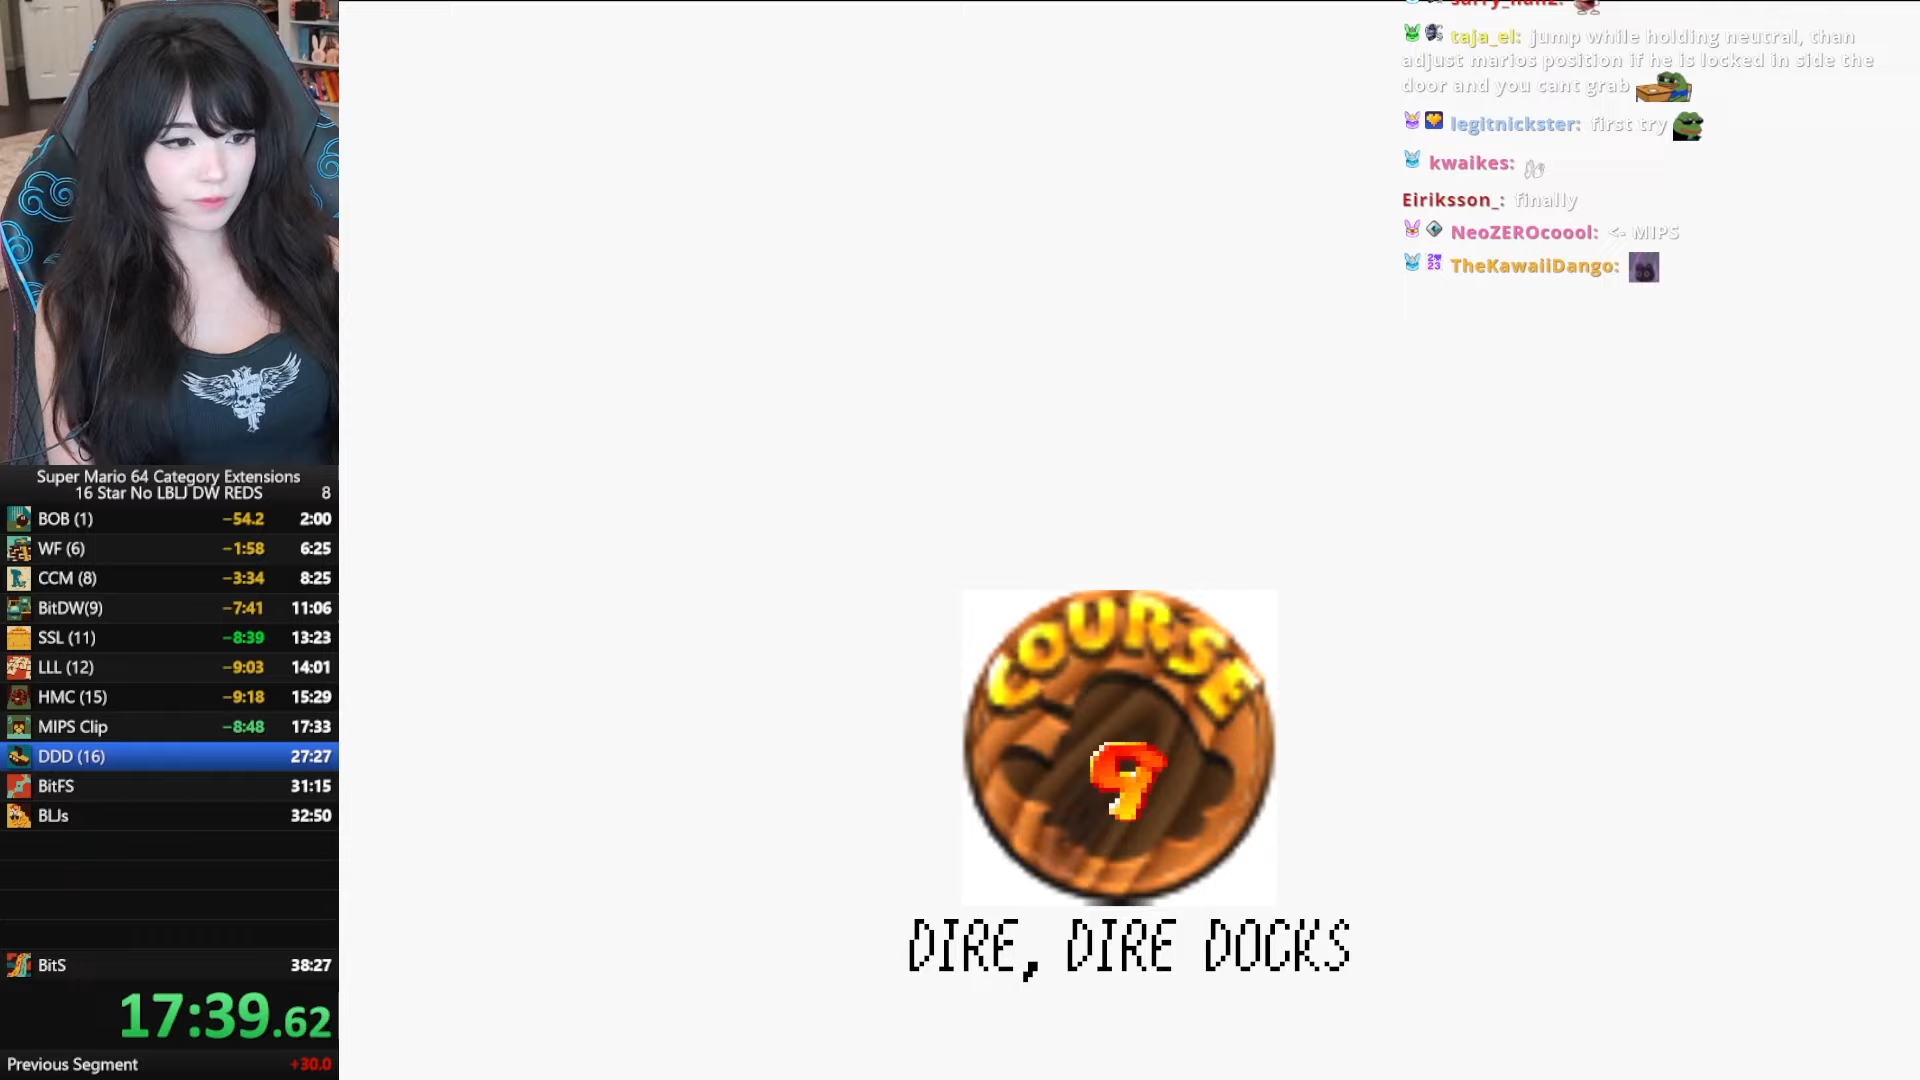 taja_el: jump while holding neutral, than
adjust marios position if he is locked in side the
door and you cant grab
legitnickster: first try
kwaikes:
Eiriksson_: finally
NeoZEROcoool: <- MIPS
2 23 TheKawaiiDango:
Super Mario 64 Category Extensions
16 Star No LBLJ DW REDS 8
BOB (1) −54.2 2:00
WF (6) −1:58 6:25
CCM (8) −3:34 8:25
BitDW(9) −7:41 11:06
SSL (11) −8:39 13:23
LLL (12) −9:03 14:01
HMC (15) −9:18 15:29
MIPS Clip −8:48 17:33
DDD (16) 27:27
BitFS 31:15
BLJs 32:50
BitS 38:27
17:39.62
Previous Segment +30.0
COURSE
9
DIRE, DIRE DOCKS